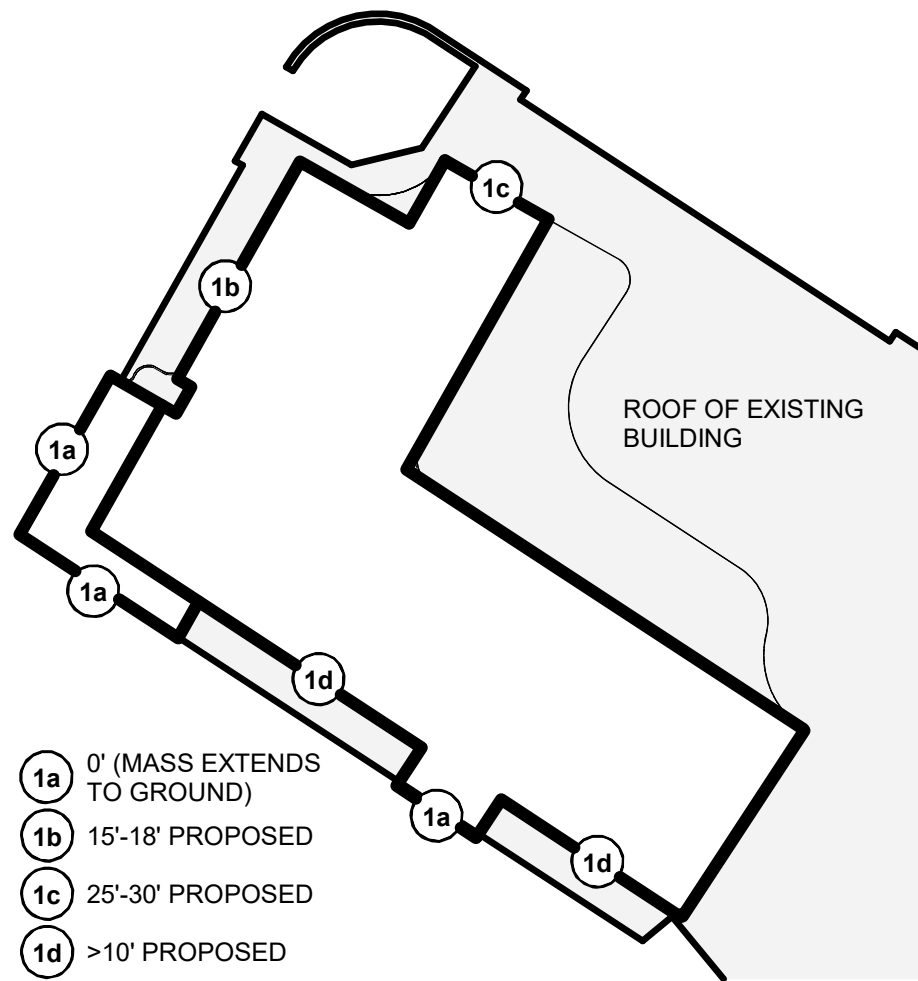 1c
1b
ROOF OF EXISTING
BUILDING
1a
1a
1d
1a
1d
1a 0' (MASS EXTENDS
TO GROUND)
1b 15'-18' PROPOSED
1c 25'-30' PROPOSED
1d >10' PROPOSED